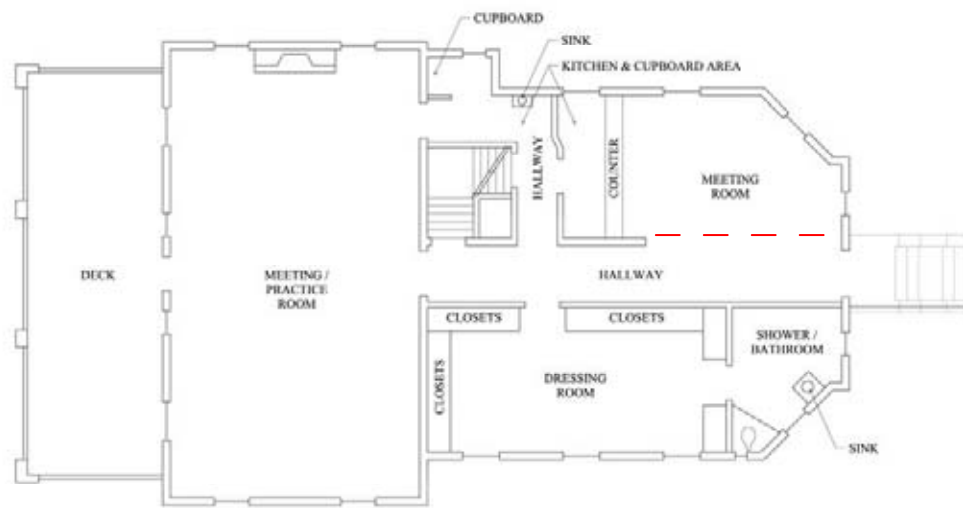 CUPBOARD
SINK
KITCHEN & CUPBOARD AREA
HALLWAY
COUNTER
MEETING
ROOM
DECK
MEETING /
PRACTICE
ROOM
HALLWAY
CLOSETS
CLOSETS
SHOWER /
BATHROOM
CLOSETS
DRESSING
ROOM
SINK